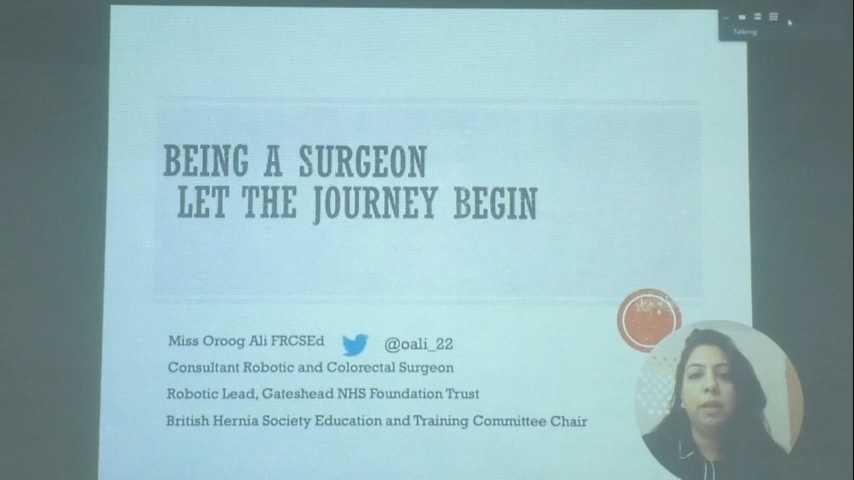 Talking
BEING A SURGEON
LET THE JOURNEY BEGIN
Miss Oroog Ali FRCSEd @oali_22
Consultant Robotic and Colorectal Surgeon
Robotic Lead, Gateshead NHS Foundation Trust
British Hernia Society Education and Training Committee Chair